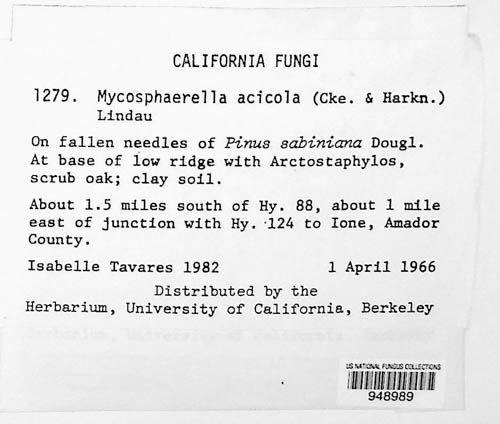 CALIFORNIA FUNGI
1279. Mycosphaerella acicola (Cke. & Harkn.)
Lindau
On fallen needles of Pinus sabiniana Dougl.
At base of low ridge with Arctostaphylos,
scrub oak; clay soil.
About 1.5 miles south of Hy. 88, about 1 mile
east of junction with Hy. 124 to Ione, Amador
County.
Isabelle Tavares 1982 1 April 1966
Distributed by the
Herbarium, University of California, Berkeley
US NATIONAL FUNGUS COLLECTIONS
948989